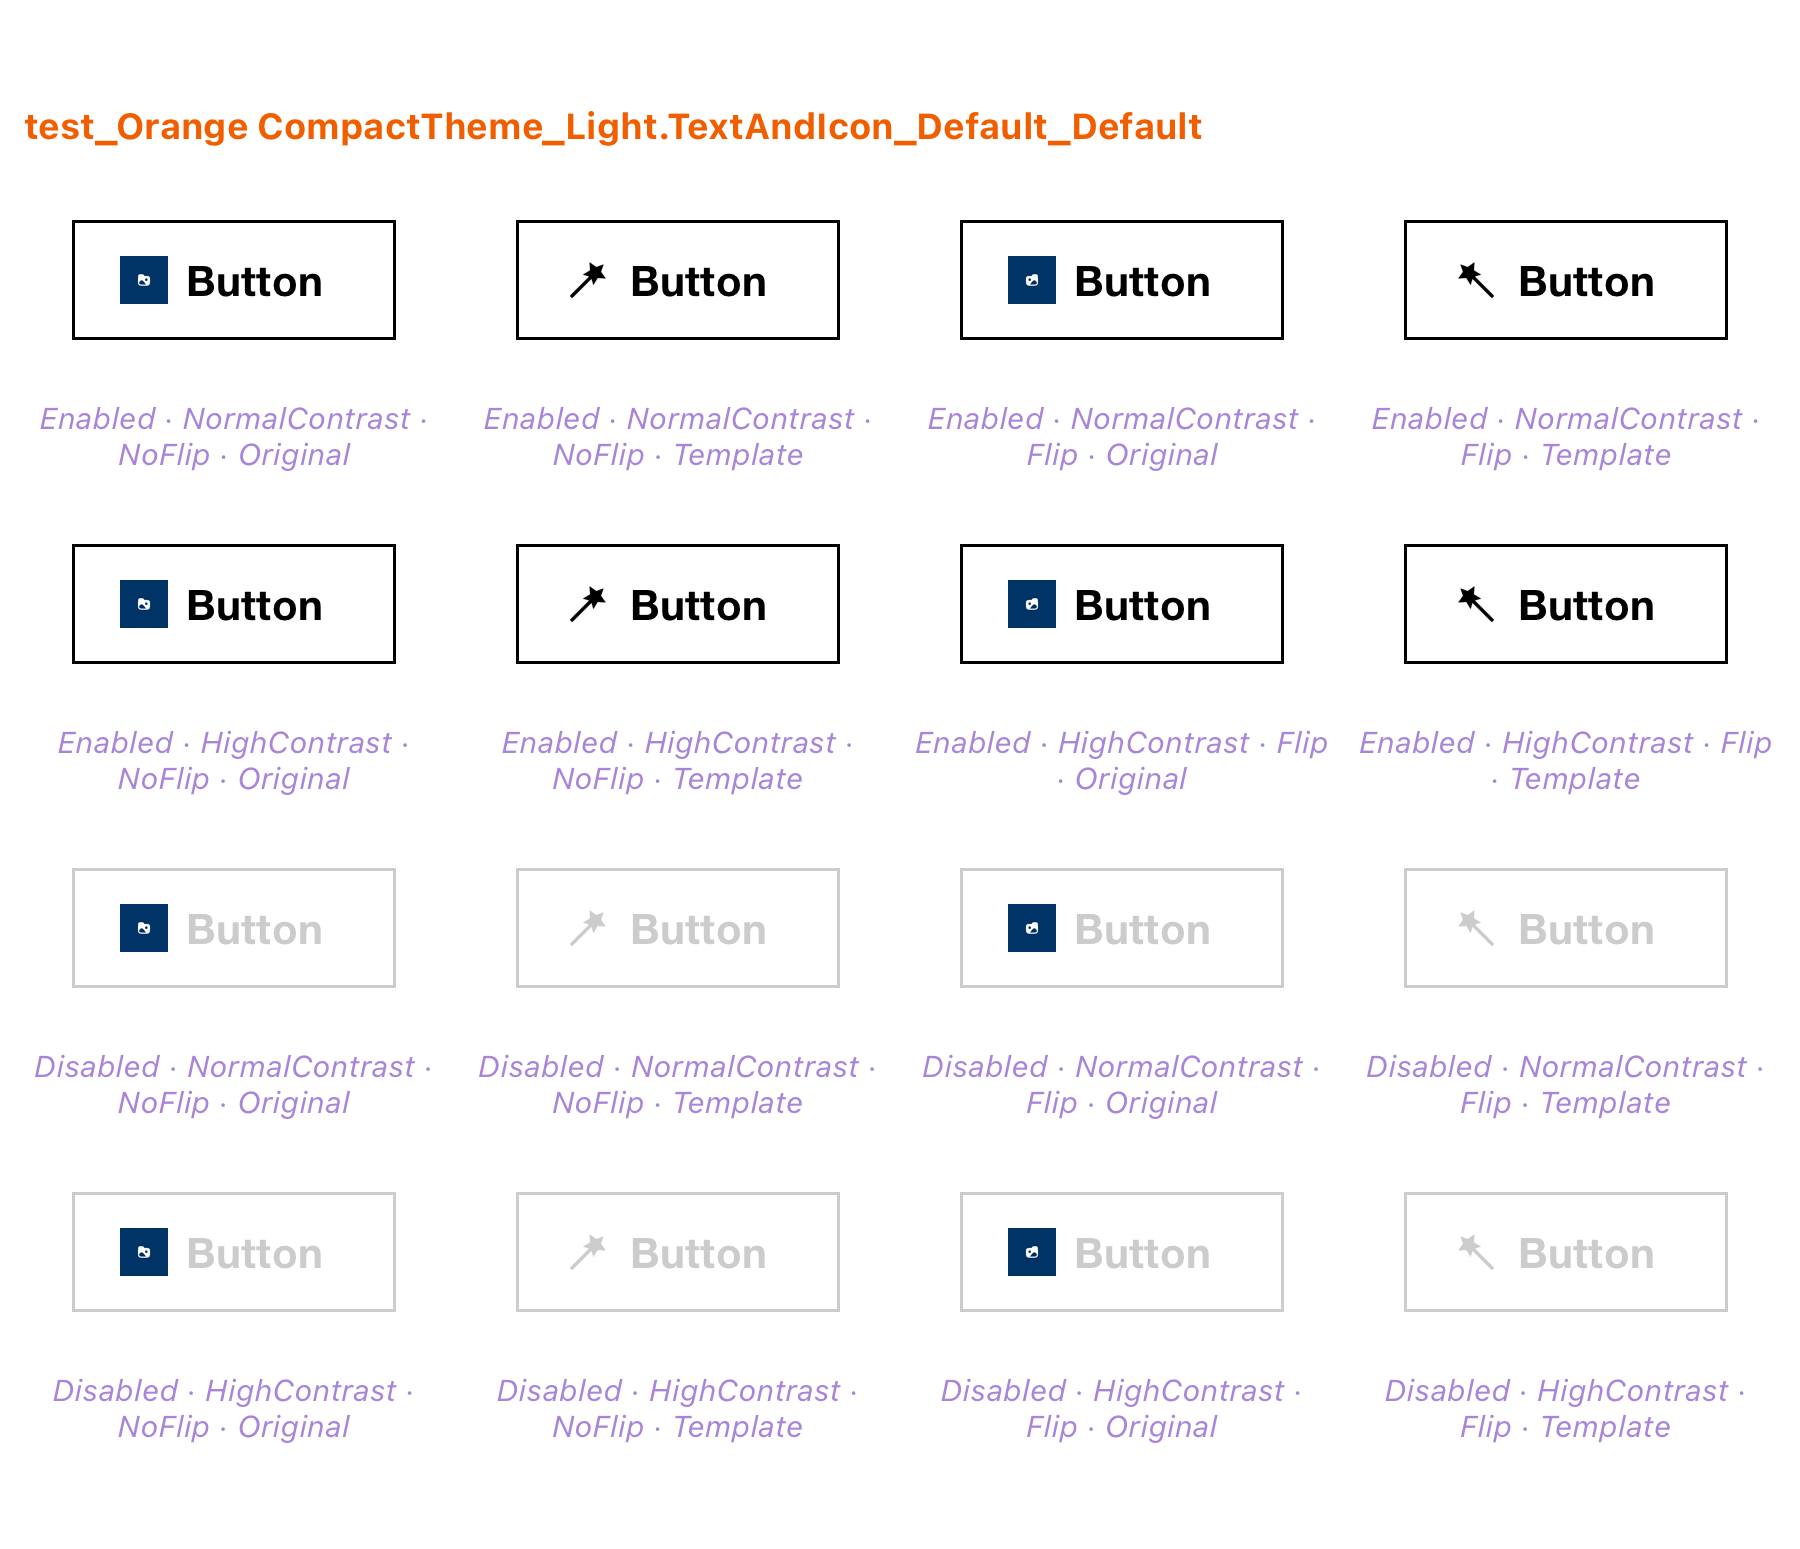 test_Orange CompactTheme_Light.TextAndIcon_Default_Default
Button Button Button Button
Enabled · NormalContrast · Enabled · NormalContrast · Enabled · NormalContrast · Enabled · NormalContrast ·
NoFlip · Original NoFlip · Template Flip · Original Flip · Template
Button Button Button Button
Enabled · HighContrast · Enabled · HighContrast · Enabled · HighContrast · Flip Enabled · HighContrast · Flip
NoFlip · Original NoFlip · Template · Original · Template
Button Button Button Button
Disabled · NormalContrast · Disabled · NormalContrast · Disabled · NormalContrast · Disabled · NormalContrast ·
NoFlip · Original NoFlip · Template Flip · Original Flip · Template
Button Button Button Button
Disabled · HighContrast · Disabled · HighContrast · Disabled · HighContrast · Disabled · HighContrast ·
NoFlip · Original NoFlip · Template Flip · Original Flip · Template